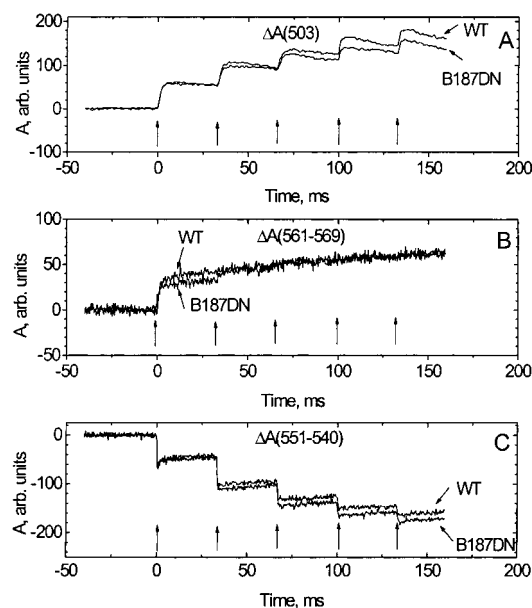 ΔA(503)
A
WT
B187DN
A, arb. units
200
100
0
100
-50
0
50
100
150
200
Time, ms
ΔA(561-569)
B
WT
B187DN
A, arb. units
100
50
0
-50
-50
0
50
100
150
200
Time, ms
ΔA(551-540)
C
WT
B187DN
A, arb. units
0
-100
-200
-50
0
50
100
150
200
Time, ms